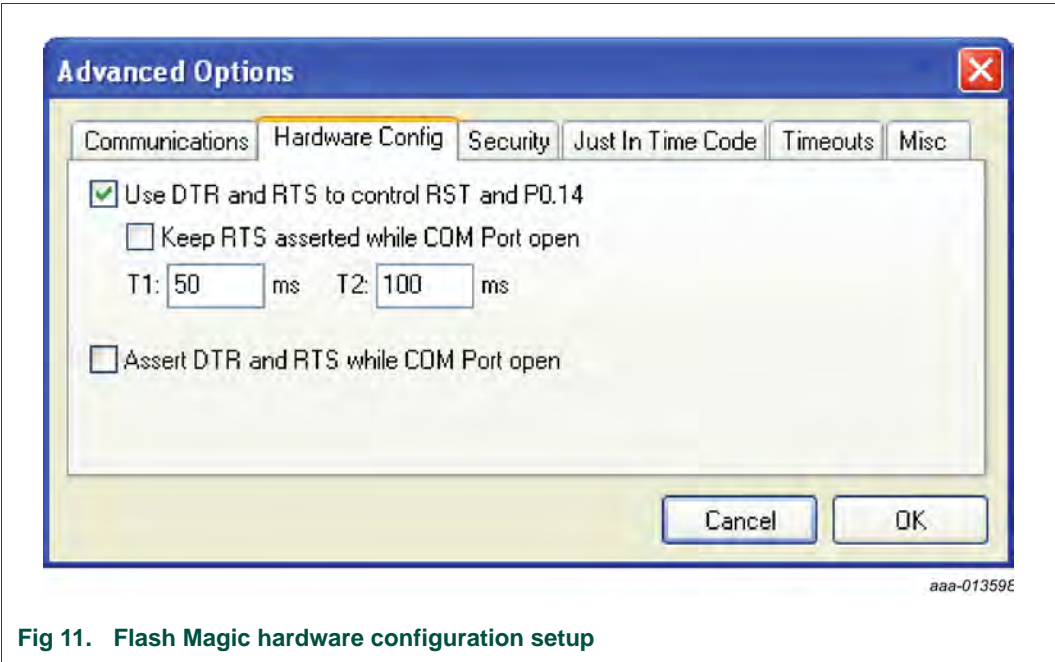 Advanced Options
Communications Hardware Config Security Just In Time Code Timeouts Misc
Use DTR and RTS to control RST and P0.14
Keep RTS asserted while COM Port open
T1: 50 ms T2: 100 ms
Assert DTR and RTS while COM Port open
Cancel OK
aaa-013598
Fig 11. Flash Magic hardware configuration setup